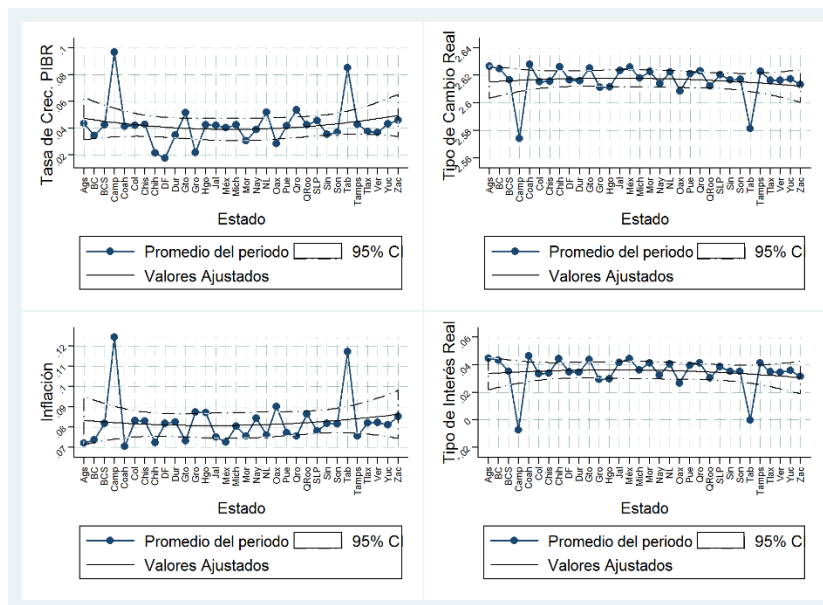 Tasa de Crec. PIBR
.1
.08
.06
.04
.02
Ags BC BCS Camp Coah Col Chis Chih DF Dur Gto Gro Hgo Jal Méx Mich Mor Nay NL Oax Pue Qro QRoo SLP Sin Son Tab Tamps Tlax Ver Yuc Zac
Estado
Promedio del periodo 95% CI
Valores Ajustados
Tipo de Cambio Real
2.64
2.62
2.6
2.58
2.56
Ags BC BCS Camp Coah Col Chis Chih DF Dur Gto Gro Hgo Jal Méx Mich Mor Nay NL Oax Pue Qro QRoo SLP Sin Son Tab Tamps Tlax Ver Yuc Zac
Estado
Promedio del periodo 95% CI
Valores Ajustados
Inflación
.12
.11
.1
.09
.08
.07
Ags BC BCS Camp Coah Col Chis Chih DF Dur Gto Gro Hgo Jal Méx Mich Mor Nay NL Oax Pue Qro QRoo SLP Sin Son Tab Tamps Tlax Ver Yuc Zac
Estado
Promedio del periodo 95% CI
Valores Ajustados
Tipo de Interés Real
.06
.04
.02
0
-.02
Ags BC BCS Camp Coah Col Chis Chih DF Dur Gto Gro Hgo Jal Méx Mich Mor Nay NL Oax Pue Qro QRoo SLP Sin Son Tab Tamps Tlax Ver Yuc Zac
Estado
Promedio del periodo 95% CI
Valores Ajustados